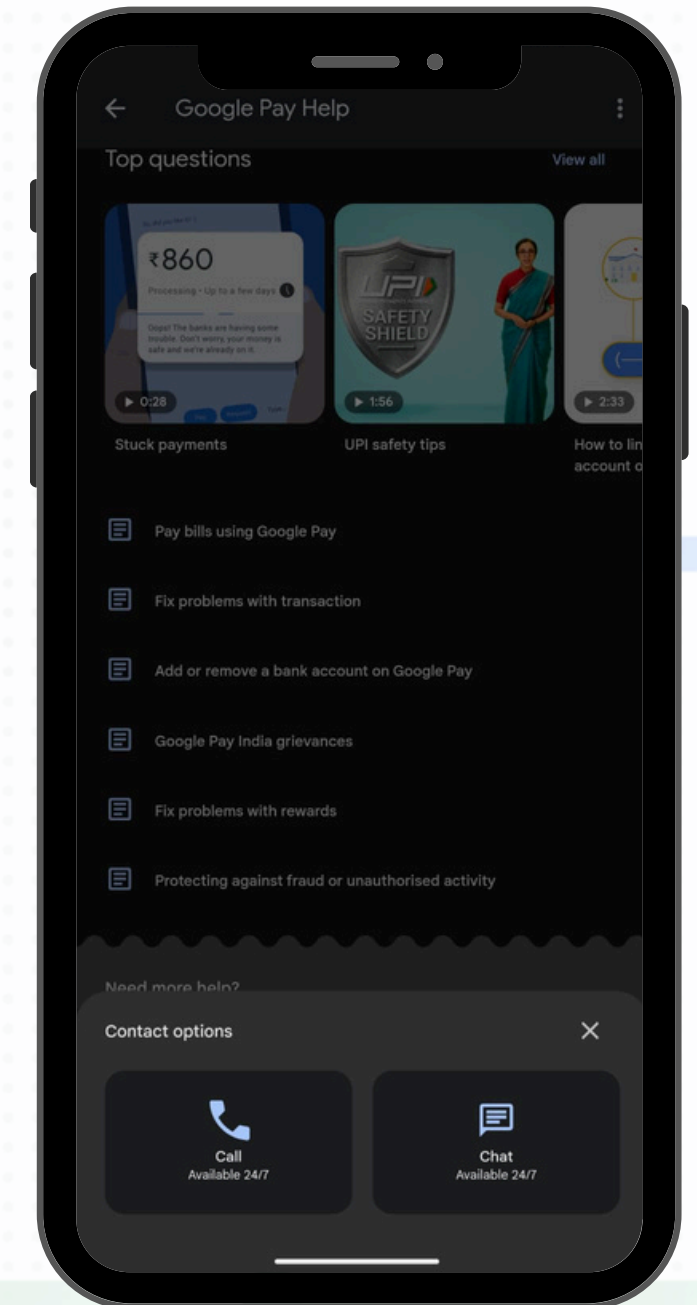 Google Pay Help
Top questions
View all
₹860
Processing • Up to a few days
Oops! The banks are having some
trouble. Don't worry, your money is
safe and we're already on it.
0:28
UPI
SAFETY
SHIELD
1:56
2:33
Stuck payments
UPI safety tips
How to lin
account o
Pay bills using Google Pay
Fix problems with transaction
Add or remove a bank account on Google Pay
Google Pay India grievances
Fix problems with rewards
Protecting against fraud or unauthorised activity
Need more help?
Contact options
Call
Available 24/7
Chat
Available 24/7